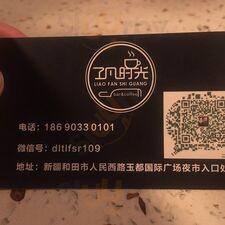 了凡时光
LIAO FAN SHI GUANG
bar&coffee
电话：186 9033 0101
微信号：dltlfsr109
地址：新疆和田市人民西路玉都国际广场夜市入口处